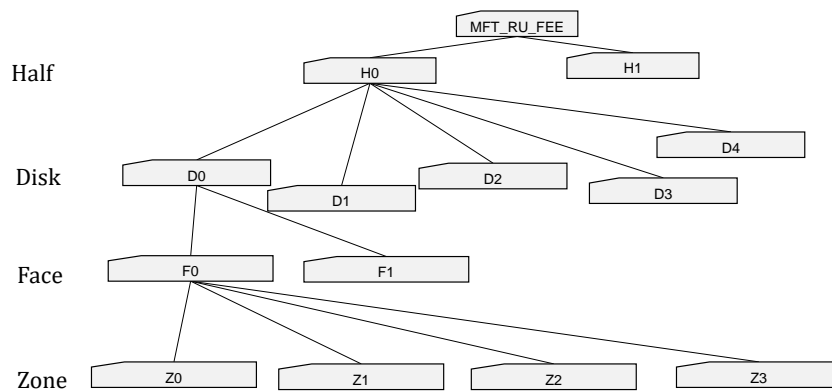 MFT_RU_FEE
Half
H0
H1
D4
Disk
D0
D1
D2
D3
Face
F0
F1
Zone
Z0
Z1
Z2
Z3